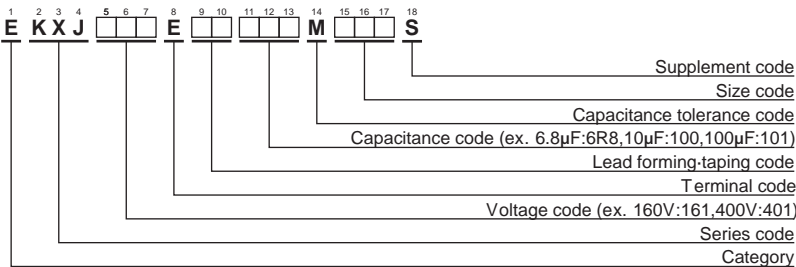 1 2 3 4 5 6 7 8 9 10 11 12 13 14 15 16 17 18
E K X J E M S
Supplement code
Size code
Capacitance tolerance code
Capacitance code (ex. 6.8µF:6R8,10µF:100,100µF:101)
Lead forming·taping code
Terminal code
Voltage code (ex. 160V:161,400V:401)
Series code
Category